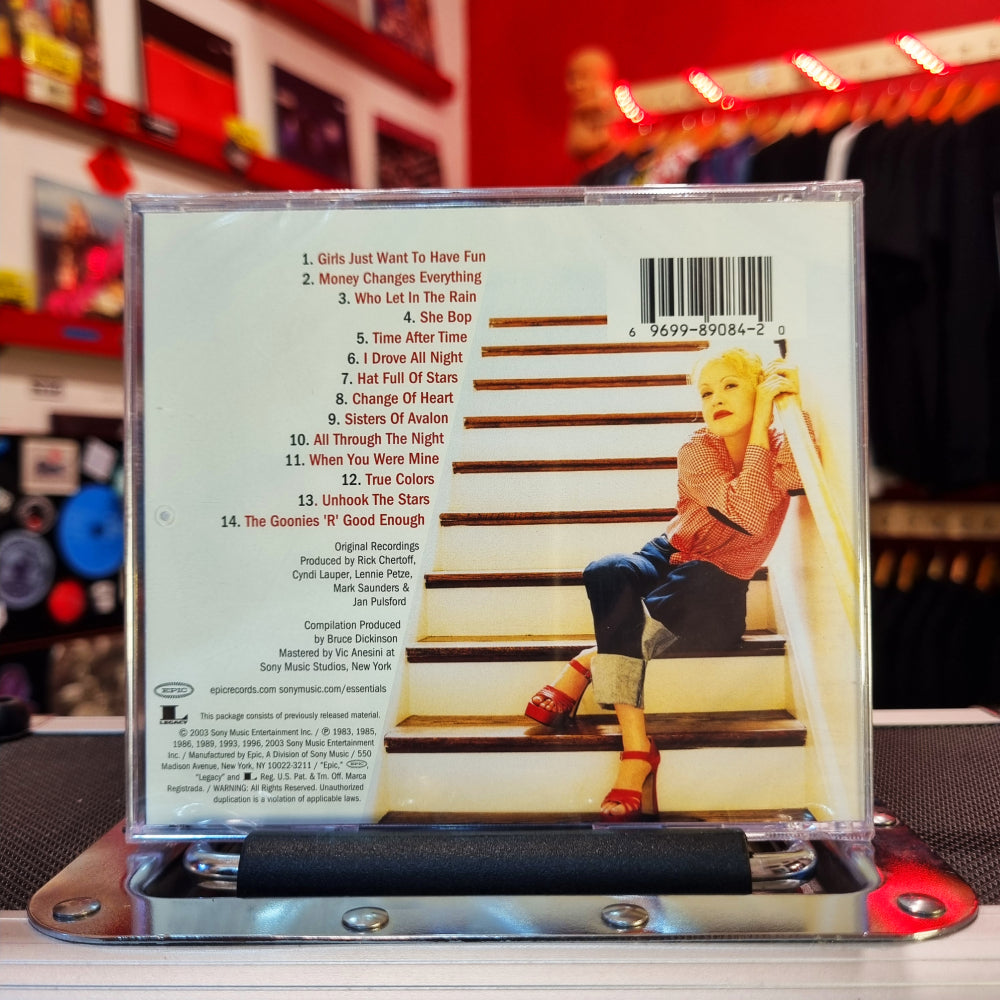 1. Girls Just Want To Have Fun
2. Money Changes Everything
3. Who Let In The Rain
4. She Bop
5. Time After Time
6. I Drove All Night
7. Hat Full Of Stars
8. Change Of Heart
9. Sisters Of Avalon
10. All Through The Night
11. When You Were Mine
12. True Colors
13. Unhook The Stars
14. The Goonies 'R' Good Enough
6 9699-89084-2 0
Original Recordings
Produced by Rick Chertoff,
Cyndi Lauper, Lennie Petze,
Mark Saunders &
Jan Pulsford
Compilation Produced
by Bruce Dickinson
Mastered by Vic Anesini at
Sony Music Studios, New York
EPIC epicrecords.com sonymusic.com/essentials
L
LEGACY
This package consists of previously released material.
© 2003 Sony Music Entertainment Inc. / ℗ 1983, 1985,
1986, 1989, 1993, 1996, 2003 Sony Music Entertainment
Inc. / Manufactured by Epic, A Division of Sony Music / 550
Madison Avenue, New York, NY 10022-3211 / "Epic," EPIC,
"Legacy" and L Reg. U.S. Pat. & Tm. Off. Marca
Registrada. / WARNING: All Rights Reserved. Unauthorized
duplication is a violation of applicable laws.